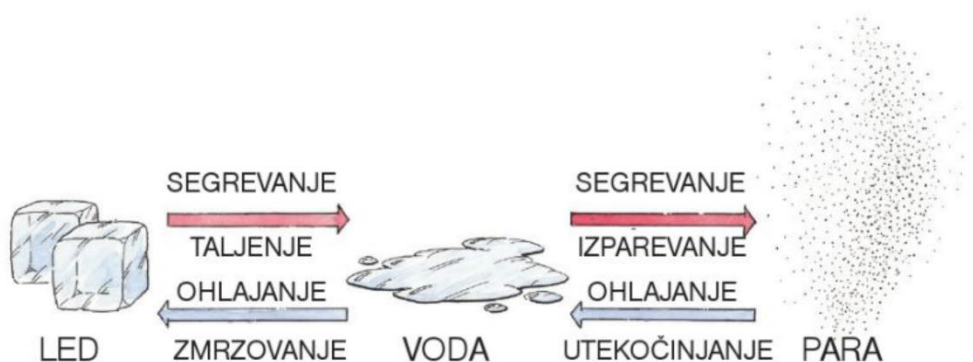 SEGREVANJE SEGREVANJE
TALJENJE IZPAREVANJE
OHLAJANJE OHLAJANJE
LED ZMRZOVANJE VODA UTEKOČINJANJE PARA